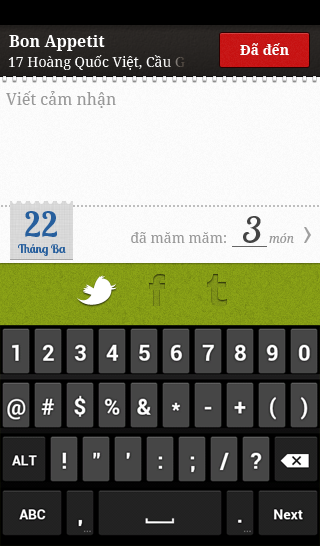 Bon Appetit
17 Hoàng Quốc Việt, Cầu G
Đã đến
Viết cảm nhận
22
Tháng Ba
đã măm măm: 3 món
f t
1 2 3 4 5 6 7 8 9 0
@ # $ % & * - + ( )
ALT ! " ' : ; / ?
ABC , . Next